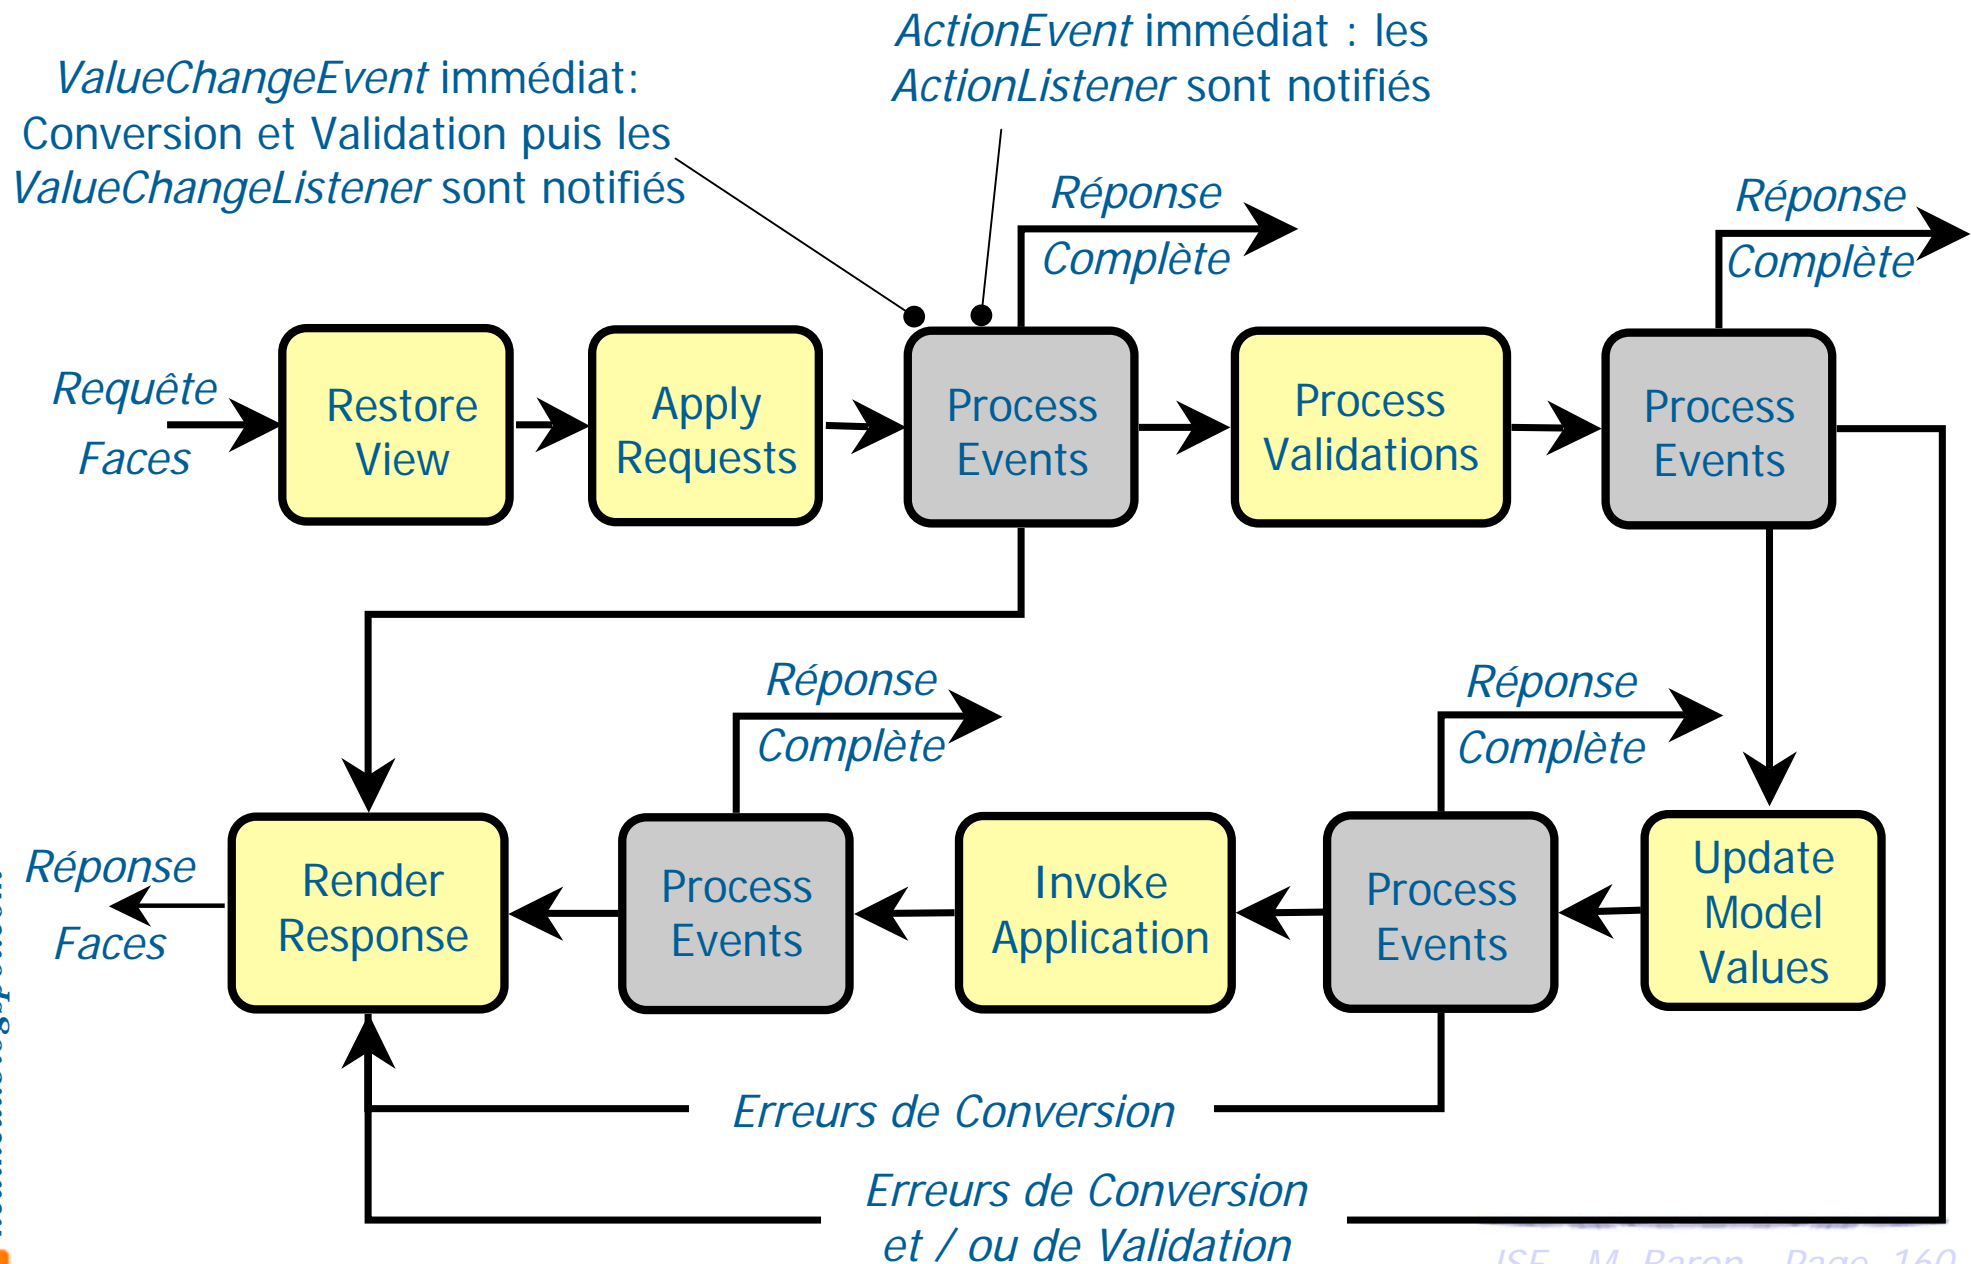 ActionEvent immédiat : les
ActionListener sont notifiés
ValueChangeEvent immédiat:
Conversion et Validation puis les
ValueChangeListener sont notifiés
Réponse
Complète
Réponse
Complète
Requête
Faces
Restore
View
Apply
Requests
Process
Events
Process
Validations
Process
Events
Réponse
Complète
Réponse
Complète
Réponse
Faces
Render
Response
Process
Events
Invoke
Application
Process
Events
Update
Model
Values
Erreurs de Conversion
Erreurs de Conversion
et / ou de Validation
M. Baron Page 160